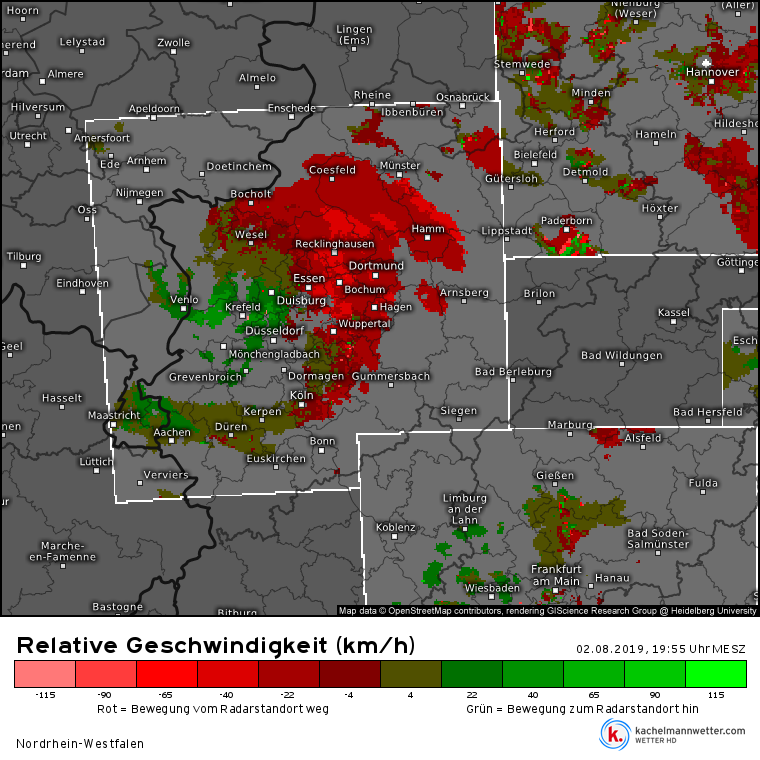 Hoorn
Nienburg
(Weser)
(Aller)
Lingen
(Ems)
Lelystad
Zwolle
Stemwede
Almere
Almelo
Hannover
Rheine
Osnabrück
Minden
Hilversum
Apeldoorn
Enschede
Ibbenbüren
Utrecht
Amersfoort
Herford
Hameln
Ede
Arnhem
Doetinchem
Coesfeld
Münster
Bielefeld
Detmold
Gütersloh
Nijmegen
Bocholt
Höxter
Oss
Wesel
Hamm
Lippstadt
Paderborn
Recklinghausen
Tilburg
Dortmund
Eindhoven
Essen
Bochum
Arnsberg
Brilon
Venlo
Krefeld
Duisburg
Hagen
Kassel
Düsseldorf
Wuppertal
Mönchengladbach
Bad Wildungen
Grevenbroich
Dormagen
Gummersbach
Bad Berleburg
Hasselt
Köln
Maastricht
Kerpen
Siegen
Bad Hersfeld
Aachen
Düren
Bonn
Marburg
Alsfeld
Lüttich
Euskirchen
Verviers
Gießen
Fulda
Limburg
an der
Lahn
Koblenz
Bad Soden-
Salmünster
Marche-
en-Famenne
Frankfurt
am Main
Hanau
Wiesbaden
Bastogne
Bitburg
Map data © OpenStreetMap contributors, rendering GIScience Research Group @ Heidelberg University
Relative Geschwindigkeit (km/h)
02.08.2019, 19:55 Uhr MESZ
-115 -90 -65 -40 -22 -4 4 22 40 65 90 115
Rot = Bewegung vom Radarstandort weg
Grün = Bewegung zum Radarstandort hin
k.
kachelmannwetter.com
WETTER HD
Nordrhein-Westfalen